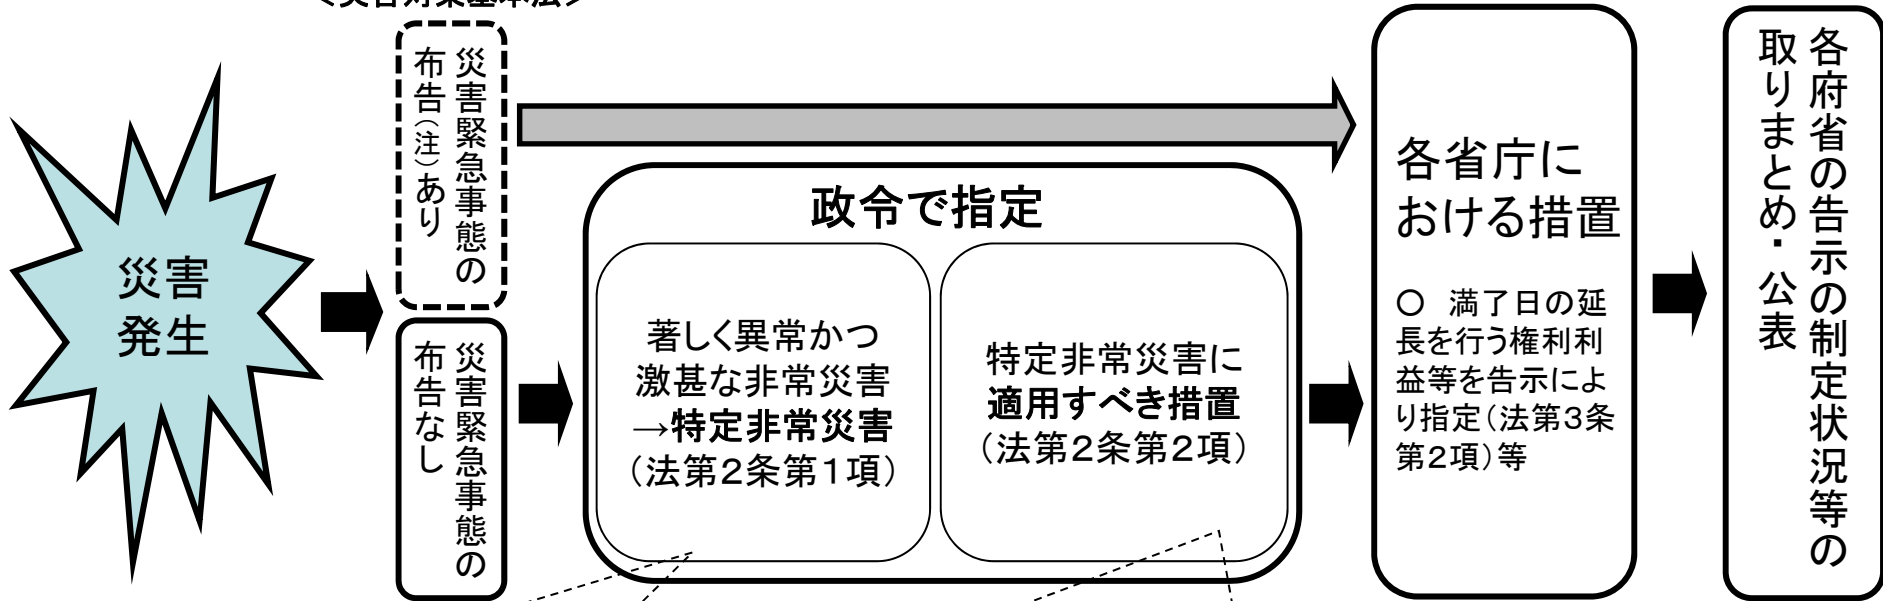 災害
発生
災害緊急事態の
布告（注）あり
災害緊急事態の
布告なし
政令で指定
著しく異常かつ
激甚な非常災害
→特定非常災害
（法第２条第１項）
特定非常災害に
適用すべき措置
（法第２条第２項）
各省庁に
おける措置
○　満了日の延
長を行う権利利
益等を告示によ
り指定（法第３条
第２項）等
各府省の告示の制定状況等の
取りまとめ・公表